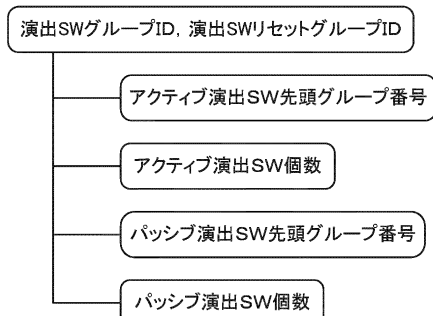 演出SWグループID，演出SWリセットグループID
アクティブ演出SW先頭グループ番号
アクティブ演出SW個数
パッシブ演出SW先頭グループ番号
パッシブ演出SW個数